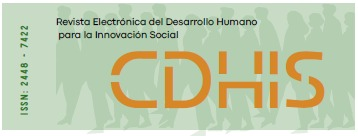 Revista Electrónica del Desarrollo Humano
para la Innovación Social
CDHiS
ISSN: 2448 - 7422